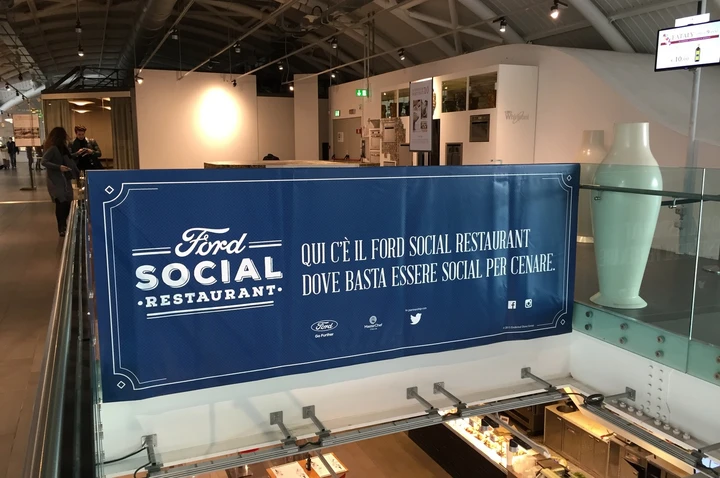 Ford
SOCIAL
·RESTAURANT·
QUI C'È IL FORD SOCIAL RESTAURANT
DOVE BASTA ESSERE SOCIAL PER CENARE.
Ford
Go Further
MasterChef
Whirlpool
EATALY